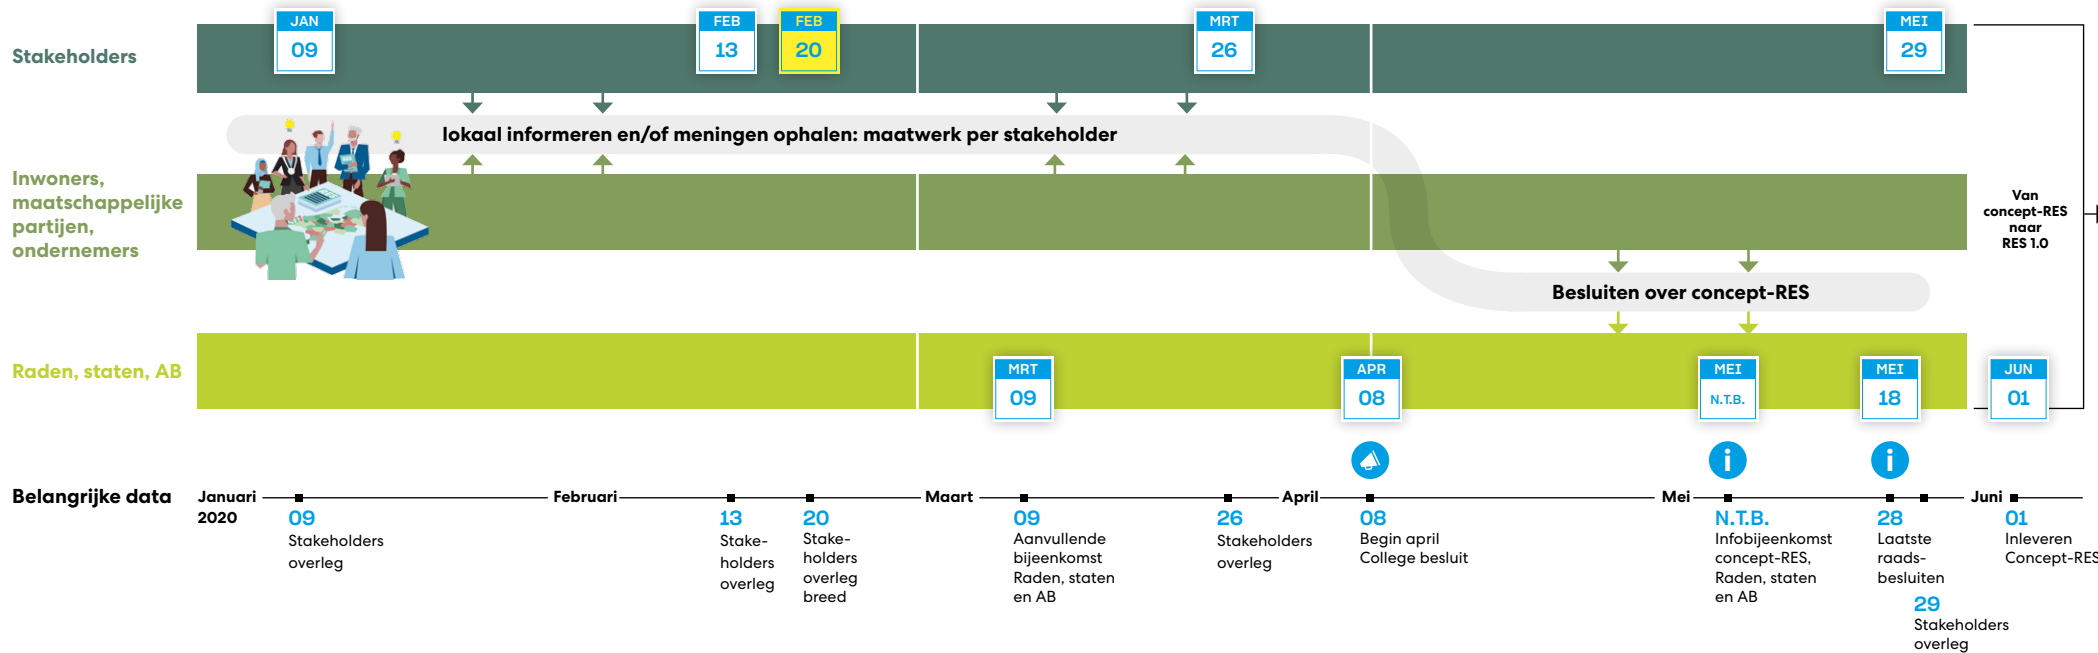 JAN
09
FEB
13
FEB
20
MRT
26
MEI
29
Stakeholders
lokaal informeren en/of meningen ophalen: maatwerk per stakeholder
Inwoners,
maatschappelijke
partijen,
ondernemers
Van
concept-RES
naar
RES 1.0
Besluiten over concept-RES
Raden, staten, AB
MRT
09
APR
08
MEI
N.T.B.
MEI
18
JUN
01
i
i
Belangrijke data
Januari
2020
Februari
Maart
April
Mei
Juni
09
Stakeholders
overleg
13
Stake-
holders
overleg
20
Stake-
holders
overleg
breed
09
Aanvullende
bijeenkomst
Raden, staten
en AB
26
Stakeholders
overleg
08
Begin april
College besluit
N.T.B.
Infobijeenkomst
concept-RES,
Raden, staten
en AB
28
Laatste
raads-
besluiten
29
Stakeholders
overleg
01
Inleveren
Concept-RES